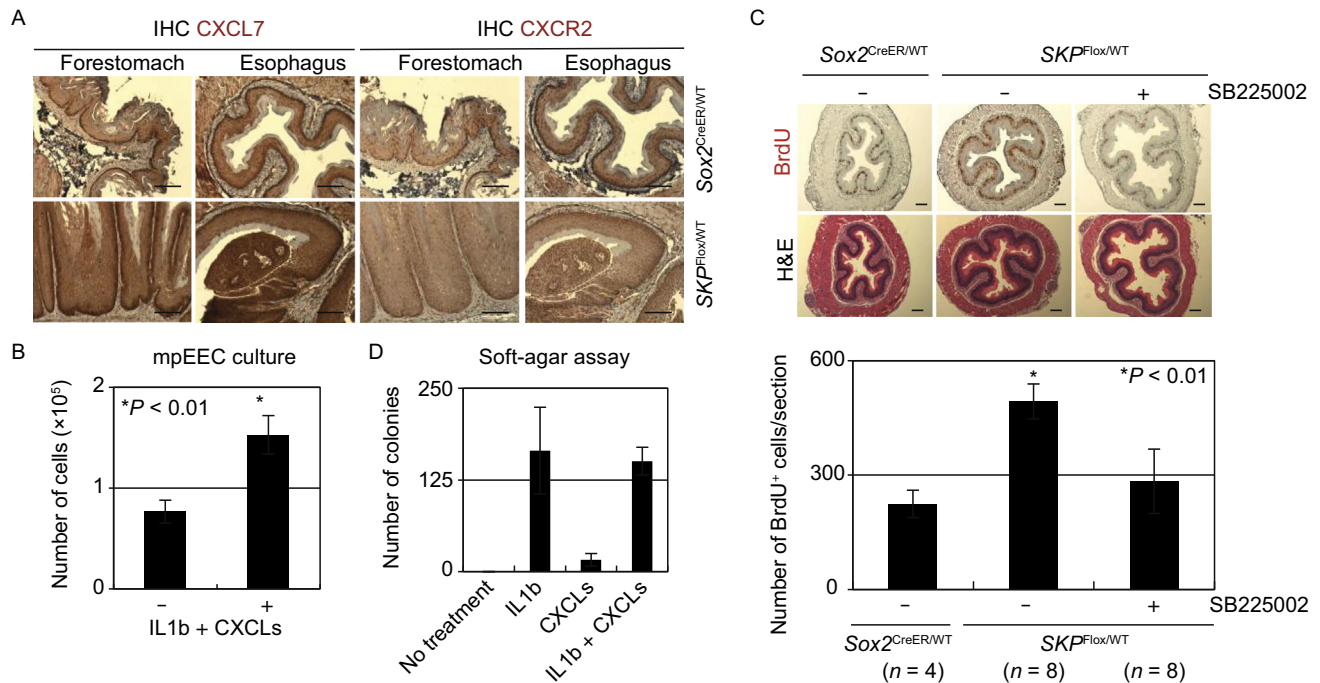 A
IHC CXCL7 IHC CXCR2
Forestomach Esophagus Forestomach Esophagus
Sox2CreER/WT
SKPFlox/WT
B
mpEEC culture
Number of cells (×10⁵)
2
1
0
*P < 0.01
*
− +
IL1b + CXCLs
D
Soft-agar assay
Number of colonies
250
125
0
No treatment
IL1b
CXCLs
IL1b + CXCLs
C
Sox2CreER/WT SKPFlox/WT
− − + SB225002
BrdU
H&E
Number of BrdU⁺ cells/section
600
300
0
*
*P < 0.01
− − + SB225002
Sox2CreER/WT SKPFlox/WT
(n = 4) (n = 8) (n = 8)